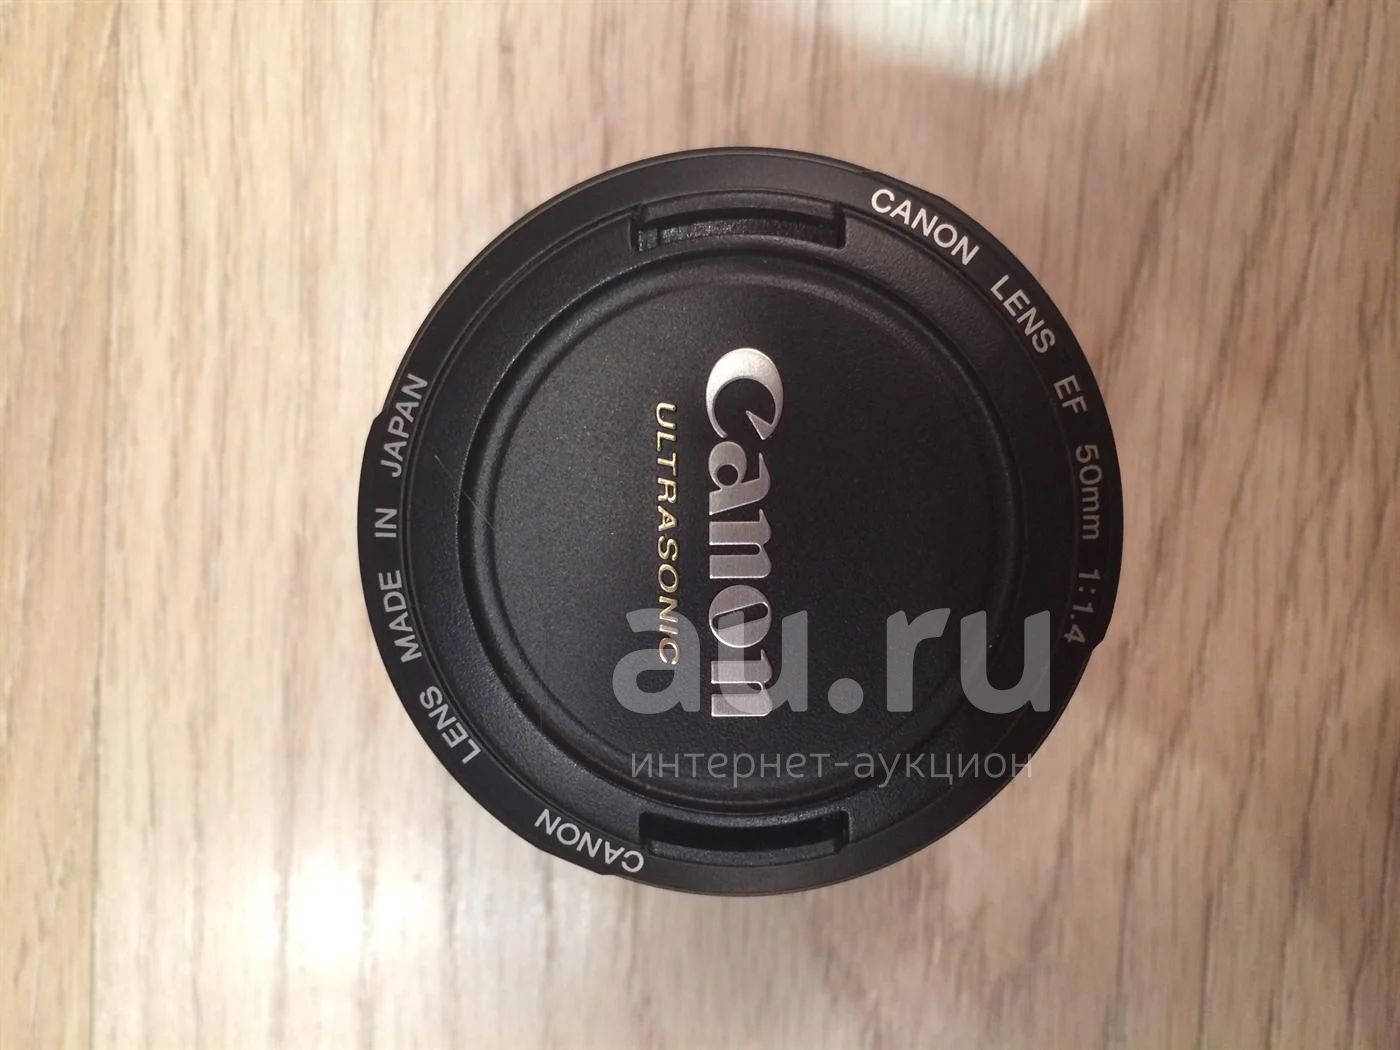 CANON LENS EF 50mm 1:1.4
Canon
ULTRASONIC
CANON LENS MADE IN JAPAN
au.ru
интернет-аукцион